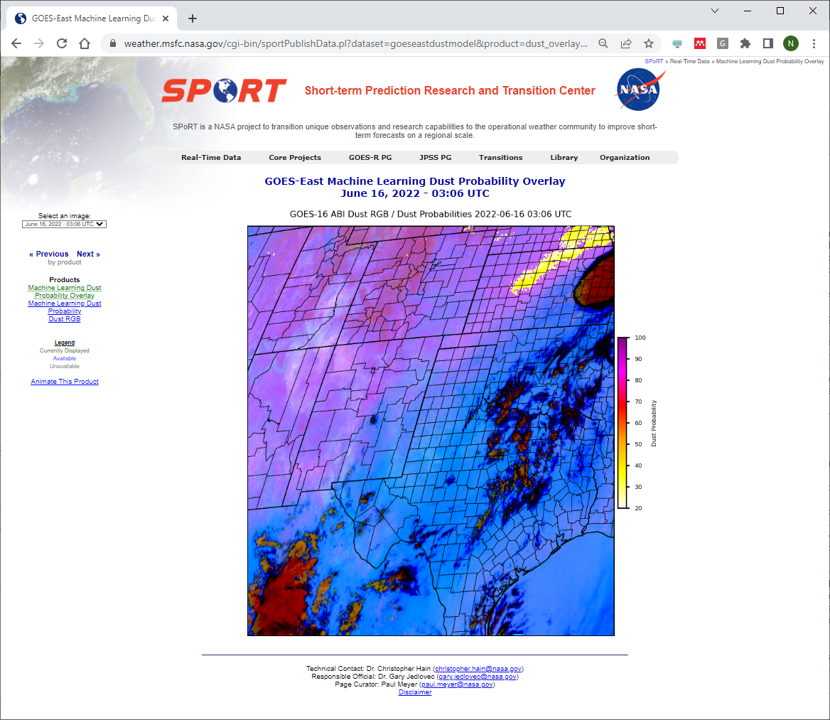 GOES-East Machine Learning Du
weather.msfc.nasa.gov/cgi-bin/sportPublishData.pl?dataset=goeseastdustmodel&product=dust_overlay...
G
N
SPoRT » Real-Time Data » Machine Learning Dust Probability Overlay
SPoRT
Short-term Prediction Research and Transition Center
NASA
SPoRT is a NASA project to transition unique observations and research capabilities to the operational weather community to improve short-
term forecasts on a regional scale.
Real-Time Data Core Projects GOES-R PG JPSS PG Transitions Library Organization
GOES-East Machine Learning Dust Probability Overlay
June 16, 2022 - 03:06 UTC
Select an image:
June 16, 2022 - 03:06 UTC
« Previous Next »
by product
Products
Machine Learning Dust
Probability Overlay
Machine Learning Dust
Probability
Dust RGB
Legend
Currently Displayed
Available
Unavailable
Animate This Product
GOES-16 ABI Dust RGB / Dust Probabilities 2022-06-16 03:06 UTC
100
90
80
70
60
50
40
30
20
Dust Probability
Technical Contact: Dr. Christopher Hain (christopher.hain@nasa.gov)
Responsible Official: Dr. Gary Jedlovec (gary.jedlovec@nasa.gov)
Page Curator: Paul Meyer (paul.meyer@nasa.gov)
Disclaimer